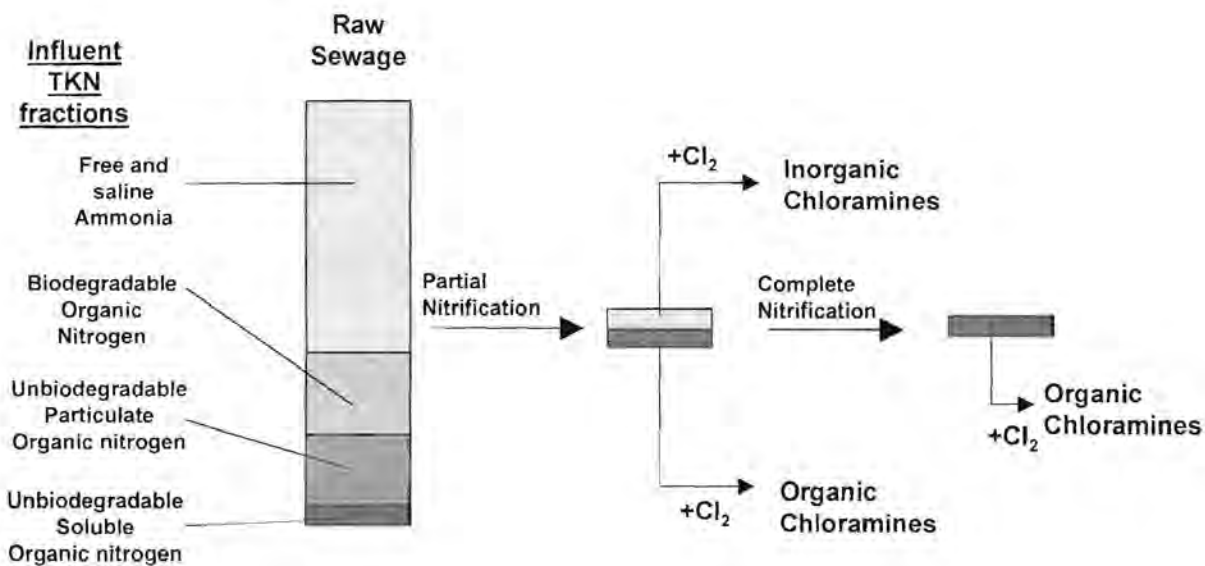 Influent
TKN
fractions
Raw
Sewage
Free and
saline
Ammonia
Biodegradable
Organic
Nitrogen
Unbiodegradable
Particulate
Organic nitrogen
Unbiodegradable
Soluble
Organic nitrogen
Partial
Nitrification
+Cl₂
Inorganic
Chloramines
+Cl₂
Organic
Chloramines
Complete
Nitrification
Organic
Chloramines
+Cl₂